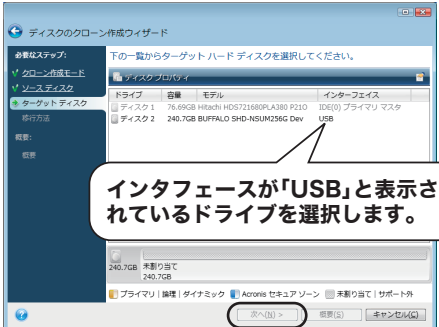 ディスクのクローン作成ウィザード
必要なステップ:
クローン作成モード
ソース ディスク
ターゲット ディスク
移行方法
概要:
概要
下の一覧からターゲット ハード ディスクを選択してください。
ディスク プロパティ
ドライブ 容量 モデル インターフェイス
ディスク 1 76.69GB Hitachi HDS721680PLA380 P21O IDE(0) プライマリ マスタ
ディスク 2 240.7GB BUFFALO SHD-NSUM256G Dev USB
インタフェースが「USB」と表示さ
れているドライブを選択します。
240.7GB 未割り当て
240.7GB
プライマリ | 論理 | ダイナミック Acronis セキュア ゾーン 未割り当て | サポート外
次へ(N) > 概要(S) キャンセル(C)